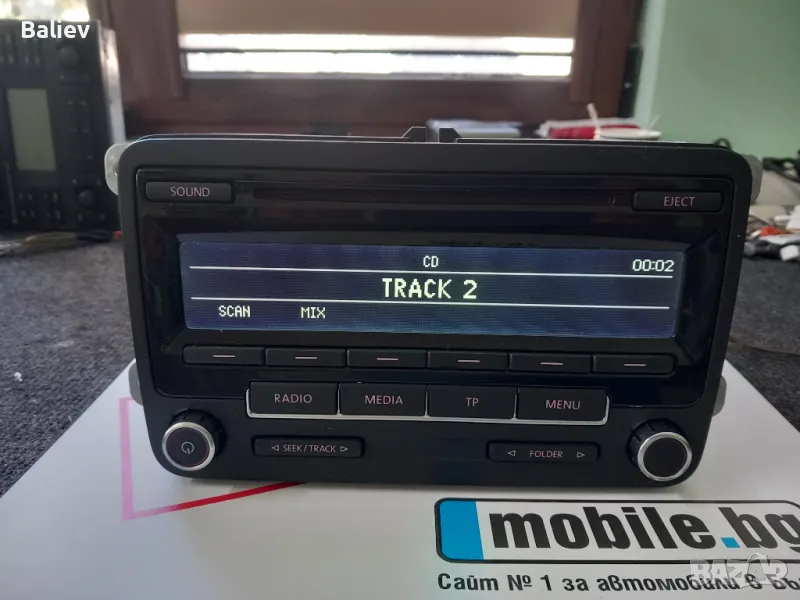 Baliev
SOUND
EJECT
CD
00:02
TRACK 2
SCAN MIX
RADIO MEDIA TP MENU
SEEK / TRACK
FOLDER
mobile.bg
Сайт № 1 за автомобили в
BAZAR